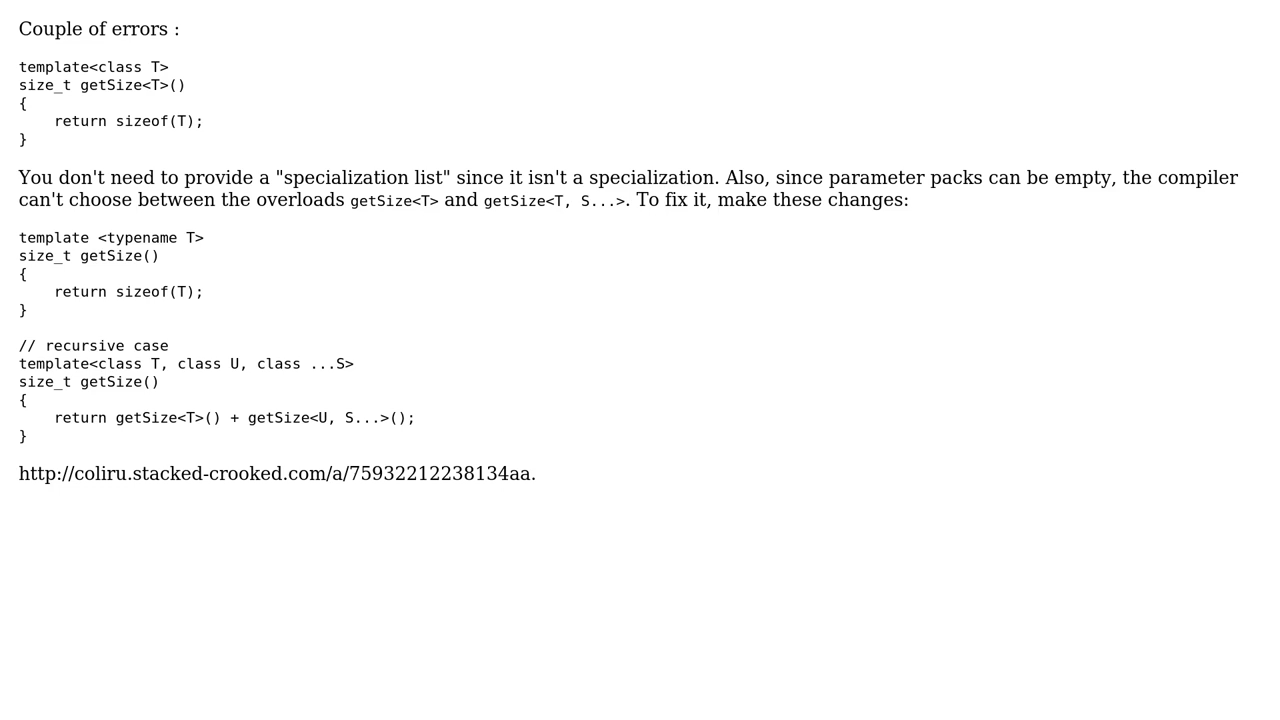 Couple of errors :
template<class T>
size_t getSize<T>()
{
    return sizeof(T);
}
You don't need to provide a "specialization list" since it isn't a specialization. Also, since parameter packs can be empty, the compiler
can't choose between the overloads getSize<T> and getSize<T, S...>. To fix it, make these changes:
template <typename T>
size_t getSize()
{
    return sizeof(T);
}
// recursive case
template<class T, class U, class ...S>
size_t getSize()
{
    return getSize<T>() + getSize<U, S...>();
}
http://coliru.stacked-crooked.com/a/75932212238134aa.